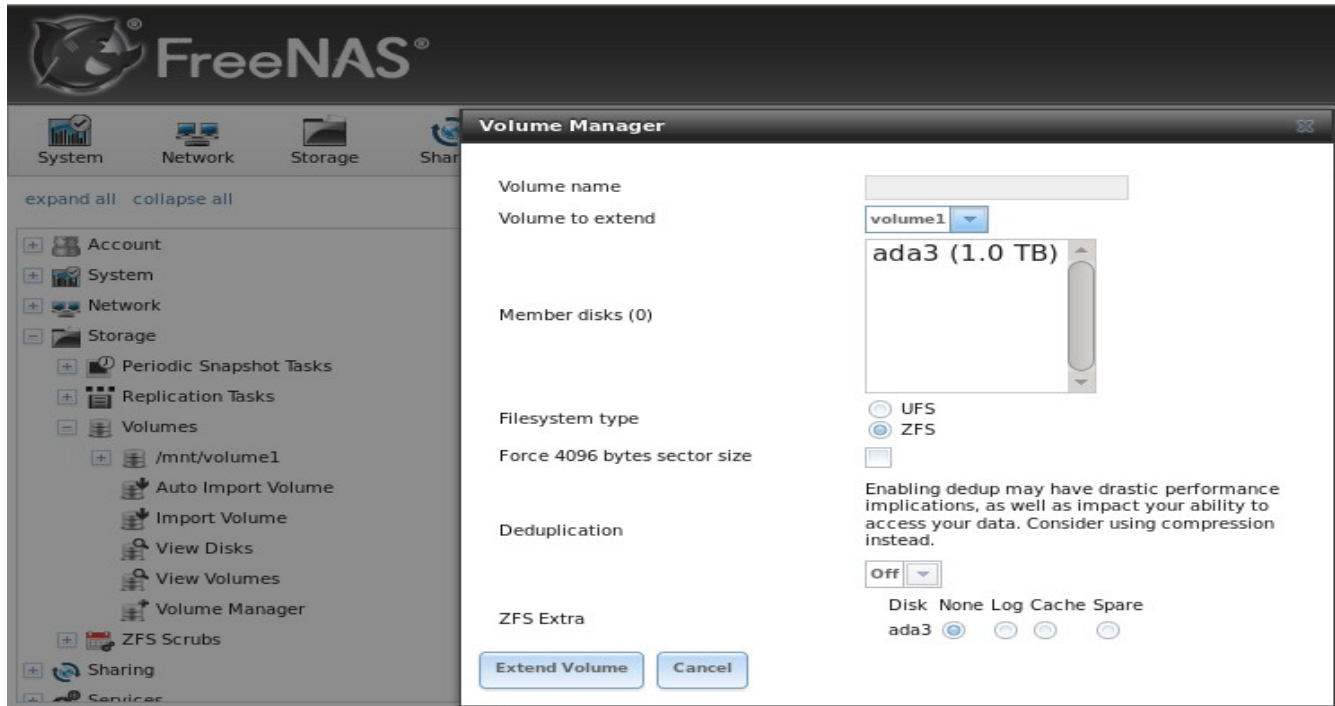 FreeNAS®
System Network Storage Shar
expand all collapse all
Account
System
Network
Storage
Periodic Snapshot Tasks
Replication Tasks
Volumes
/mnt/volume1
Auto Import Volume
Import Volume
View Disks
View Volumes
Volume Manager
ZFS Scrubs
Sharing
Services
Volume Manager
Volume name
Volume to extend volume1
ada3 (1.0 TB)
Member disks (0)
Filesystem type
UFS
ZFS
Force 4096 bytes sector size
Deduplication
Enabling dedup may have drastic performance
implications, as well as impact your ability to
access your data. Consider using compression
instead.
Off
ZFS Extra
Disk None Log Cache Spare
ada3
Extend Volume Cancel